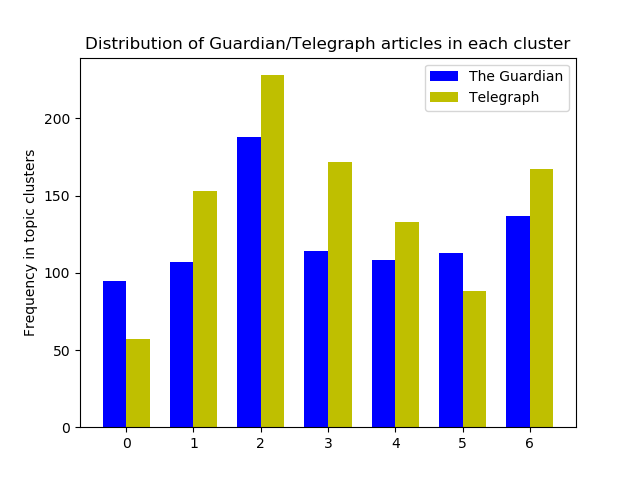 Distribution of Guardian/Telegraph articles in each cluster
The Guardian
Telegraph
Frequency in topic clusters
200
150
100
50
0
0 1 2 3 4 5 6